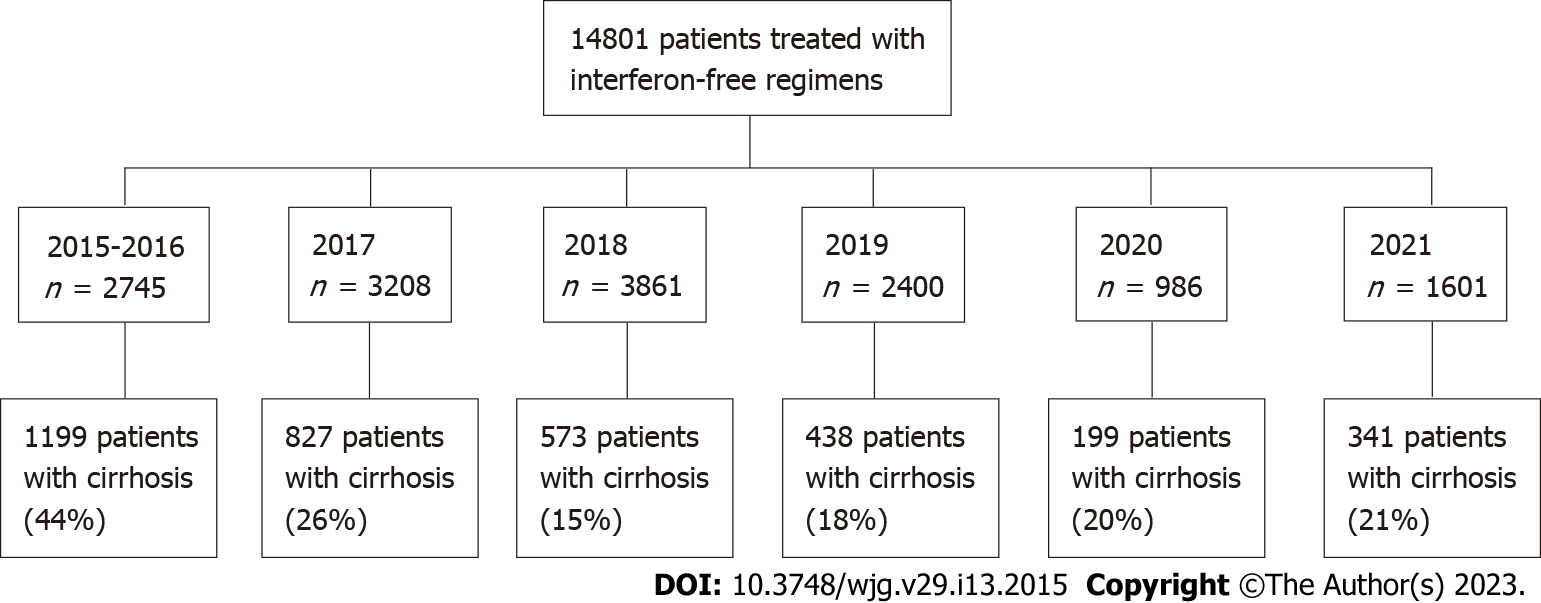 14801 patients treated with
interferon-free regimens
2015-2016
n = 2745
2017
n = 3208
2018
n = 3861
2019
n = 2400
2020
n = 986
2021
n = 1601
1199 patients
with cirrhosis
(44%)
827 patients
with cirrhosis
(26%)
573 patients
with cirrhosis
(15%)
438 patients
with cirrhosis
(18%)
199 patients
with cirrhosis
(20%)
341 patients
with cirrhosis
(21%)
DOI: 10.3748/wjg.v29.i13.2015 Copyright ©The Author(s) 2023.